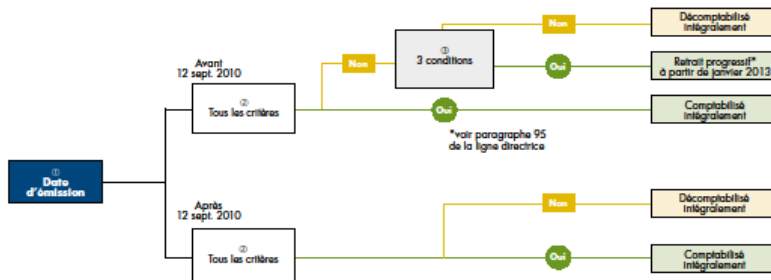 Non
Décomptabilisé
intégralement
Avant
12 sept. 2010
Non
③
3 conditions
Oui
Retrait progressif*
à partir de janvier 2013
②
Tous les critères
Oui
Comptabilisé
intégralement
*voir paragraphe 95
de la ligne directrice
①
Date
d'émission
Après
12 sept. 2010
Non
Décomptabilisé
intégralement
②
Tous les critères
Oui
Comptabilisé
intégralement